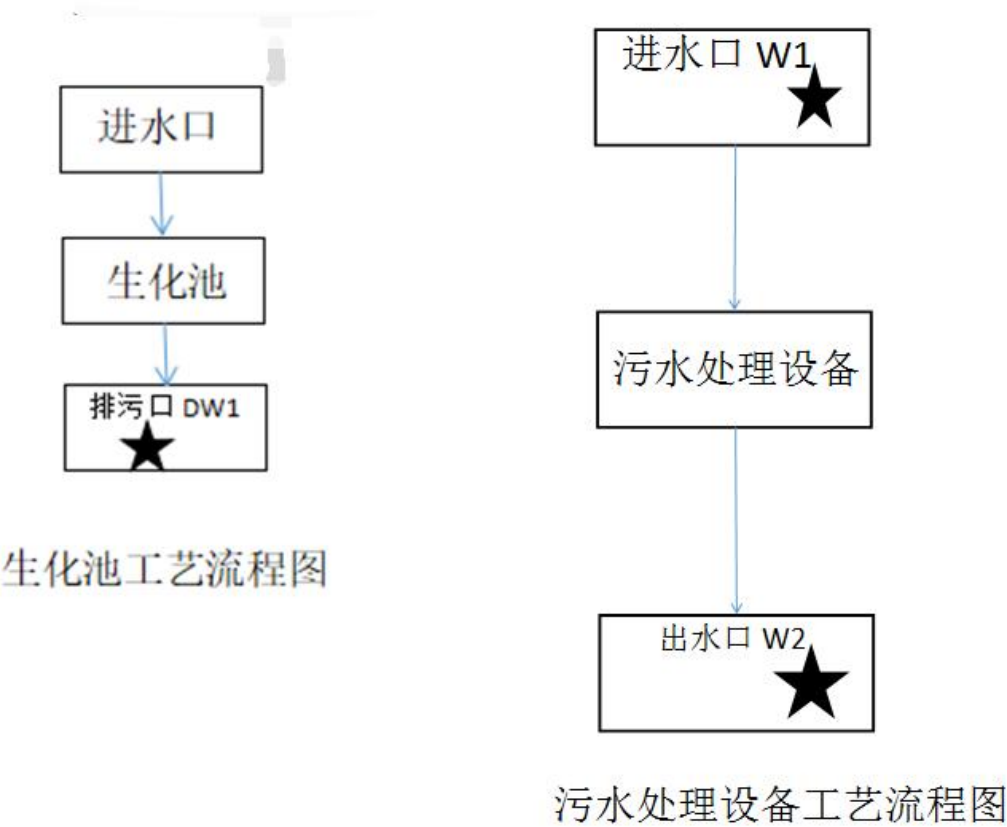 进水口
生化池
排污口 DW1
生化池工艺流程图
进水口 W1
污水处理设备
出水口 W2
污水处理设备工艺流程图